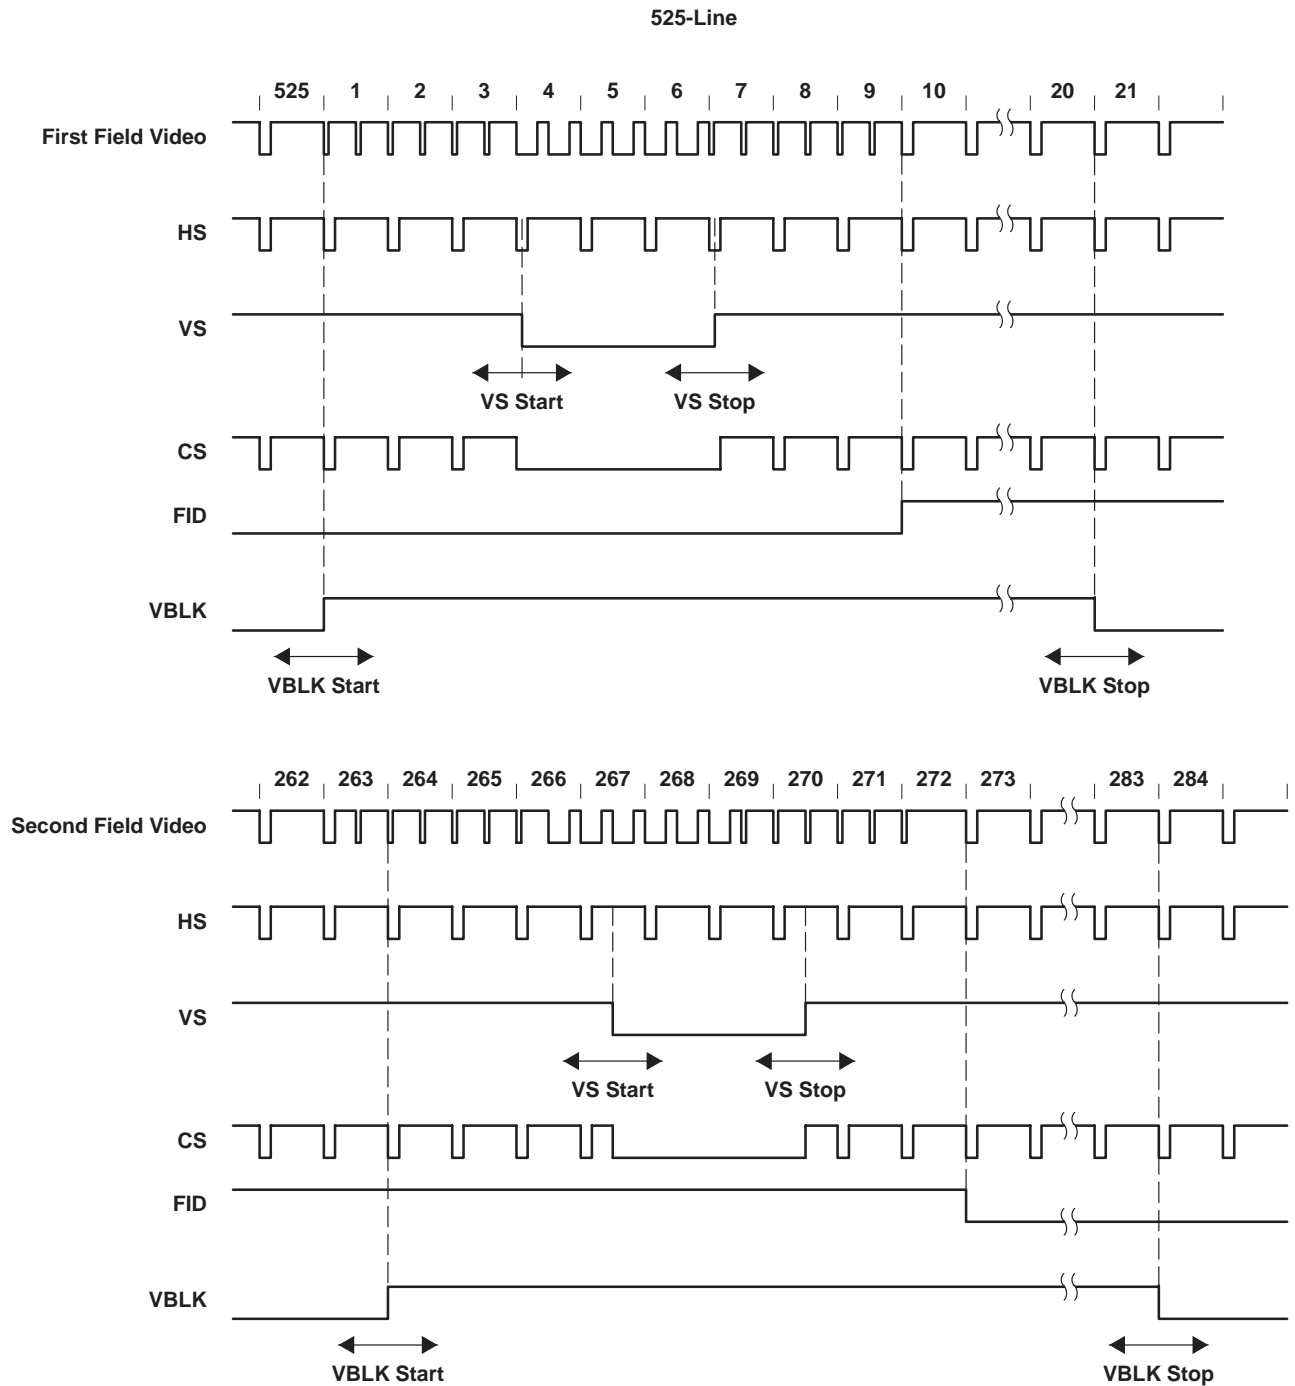 525-Line
525 1 2 3 4 5 6 7 8 9 10 20 21
First Field Video
HS
VS
VS Start VS Stop
CS
FID
VBLK
VBLK Start VBLK Stop
262 263 264 265 266 267 268 269 270 271 272 273 283 284
Second Field Video
HS
VS
VS Start VS Stop
CS
FID
VBLK
VBLK Start VBLK Stop